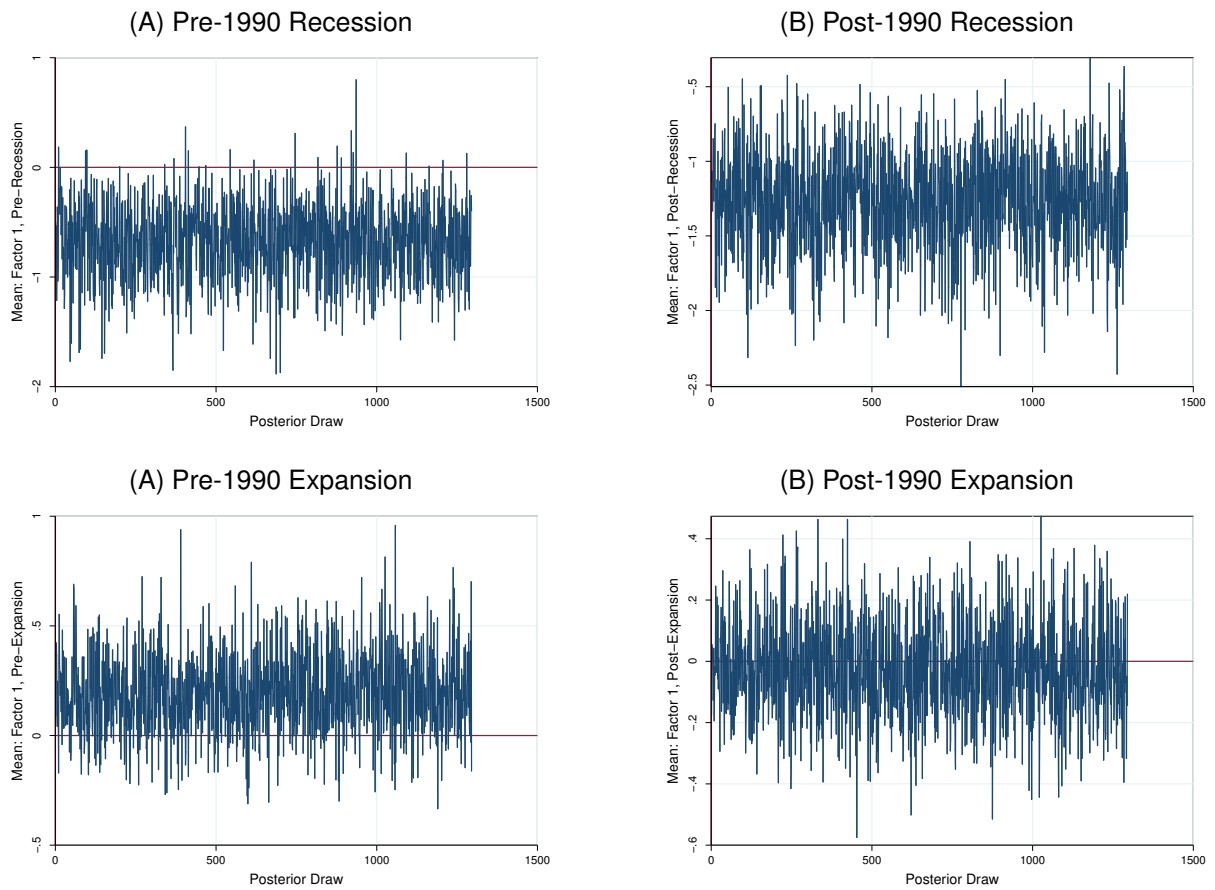 (A) Pre-1990 Recession
Mean: Factor 1, Pre−Recession
1
0
−1
−2
0 500 1000 1500
Posterior Draw
(B) Post-1990 Recession
Mean: Factor 1, Post−Recession
−.5
−1
−1.5
−2
−2.5
0 500 1000 1500
Posterior Draw
(A) Pre-1990 Expansion
Mean: Factor 1, Pre−Expansion
1
.5
0
−.5
0 500 1000 1500
Posterior Draw
(B) Post-1990 Expansion
Mean: Factor 1, Post−Expansion
.4
.2
0
−.2
−.4
−.6
0 500 1000 1500
Posterior Draw